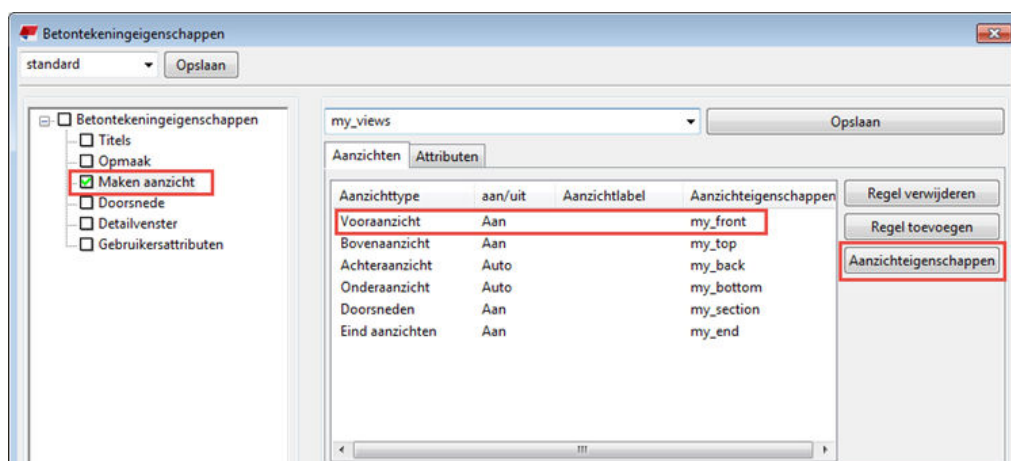 Betontekeningeigenschappen
standard Opslaan
Betontekeningeigenschappen
Titels
Opmaak
Maken aanzicht
Doorsnede
Detailvenster
Gebruikersattributen
my_views Opslaan
Aanzichten Attributen
Aanzichttype aan/uit Aanzichtlabel Aanzichteigenschappen
Vooraanzicht Aan my_front
Bovenaanzicht Aan my_top
Achteraanzicht Auto my_back
Onderaanzicht Auto my_bottom
Doorsneden Aan my_section
Eind aanzichten Aan my_end
Regel verwijderen
Regel toevoegen
Aanzichteigenschappen